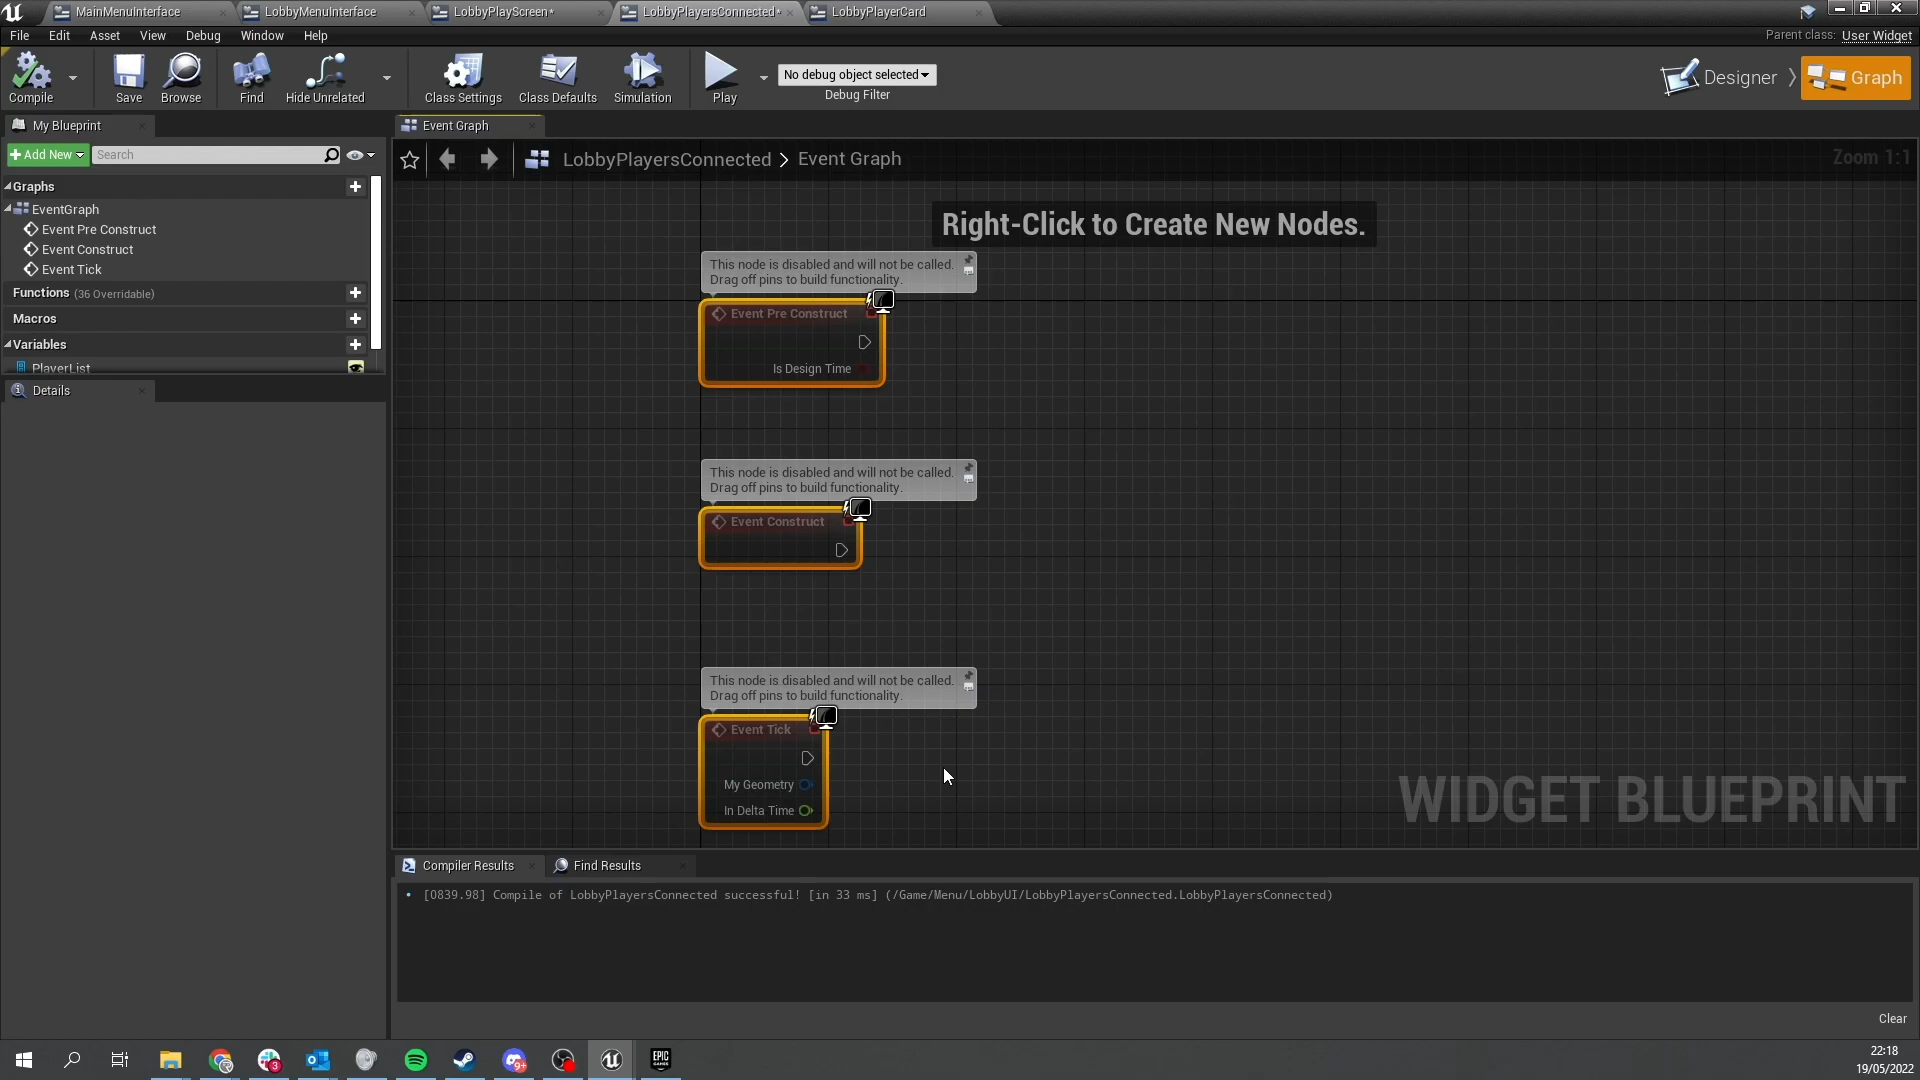 MainMenuInterface
LobbyMenuInterface
LobbyPlayScreen*
LobbyPlayersConnected*
LobbyPlayerCard
File
Edit
Asset
View
Debug
Window
Help
Parent class: User Widget
Compile
Save
Browse
Find
Hide Unrelated
Class Settings
Class Defaults
Simulation
Play
No debug object selected
Debug Filter
Designer
Graph
My Blueprint
Event Graph
Add New
Search
LobbyPlayersConnected > Event Graph
Zoom 1:1
Graphs
EventGraph
Event Pre Construct
Event Construct
Event Tick
Functions (36 Overridable)
Macros
Variables
PlayerList
Details
Right-Click to Create New Nodes.
This node is disabled and will not be called.
Drag off pins to build functionality.
Event Pre Construct
Is Design Time
This node is disabled and will not be called.
Drag off pins to build functionality.
Event Construct
This node is disabled and will not be called.
Drag off pins to build functionality.
Event Tick
My Geometry
In Delta Time
WIDGET BLUEPRINT
Compiler Results
Find Results
[0839.98] Compile of LobbyPlayersConnected successful! [in 33 ms] (/Game/Menu/LobbyUI/LobbyPlayersConnected.LobbyPlayersConnected)
Clear
3
9+
EPIC
GAMES
22:18
19/05/2022